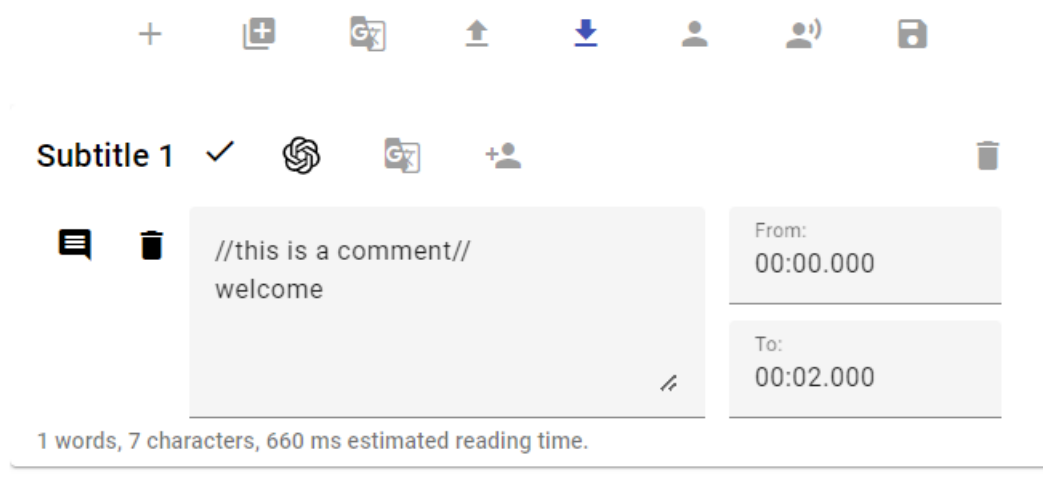 Subtitle 1
//this is a comment//
welcome
From:
00:00.000
To:
00:02.000
1 words, 7 characters, 660 ms estimated reading time.